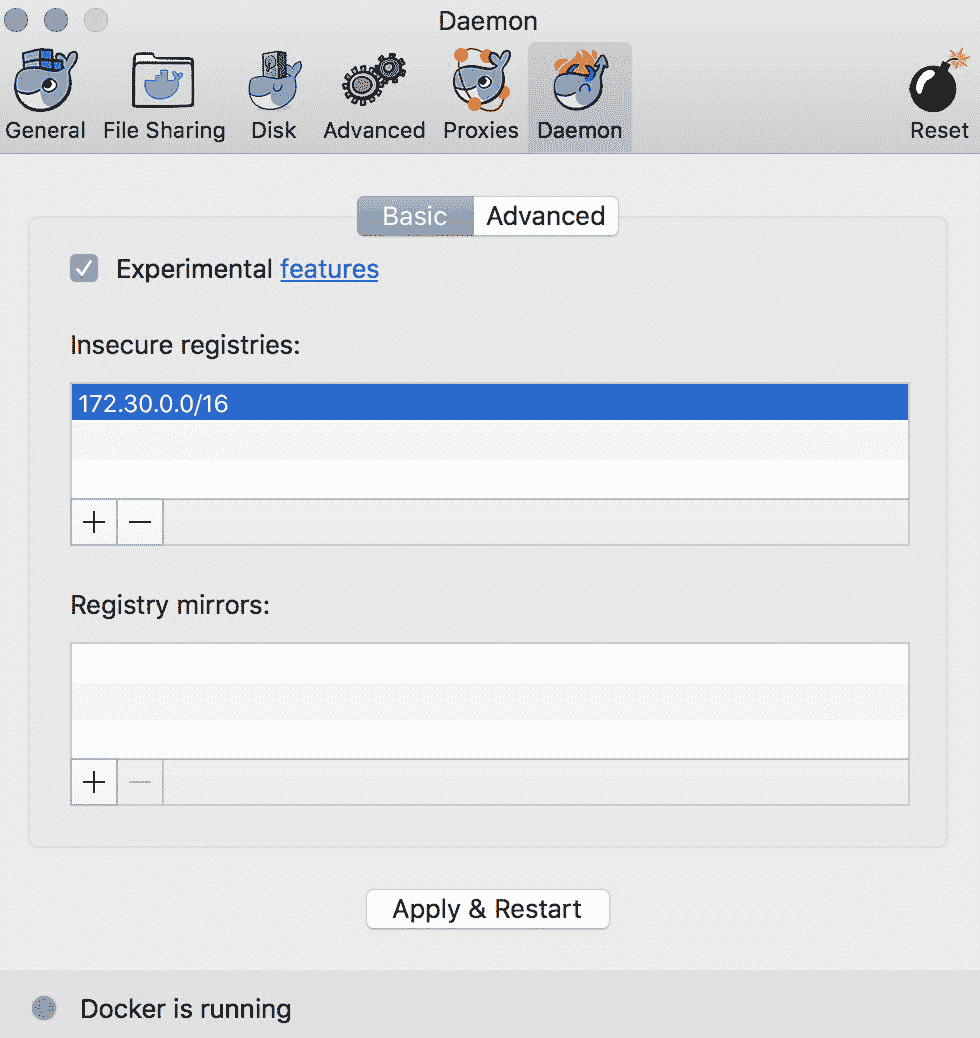 Daemon
General File Sharing Disk Advanced Proxies Daemon Reset
Basic Advanced
Experimental features
Insecure registries:
172.30.0.0/16
Registry mirrors:
Apply & Restart
Docker is running